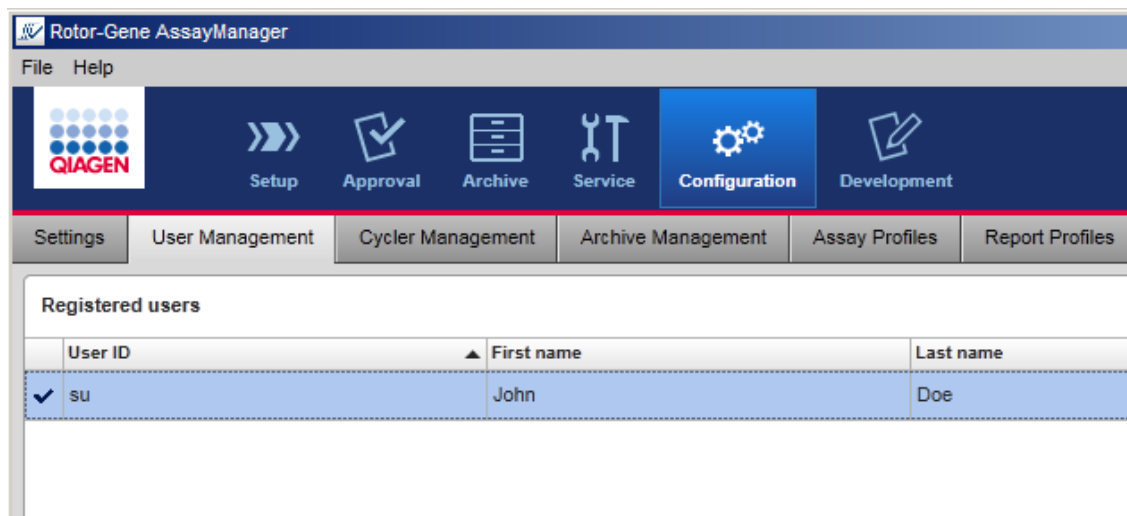 Rotor-Gene AssayManager
File Help
QIAGEN
Setup Approval Archive Service Configuration Development
Settings User Management Cycler Management Archive Management Assay Profiles Report Profiles
Registered users
User ID First name Last name
su John Doe